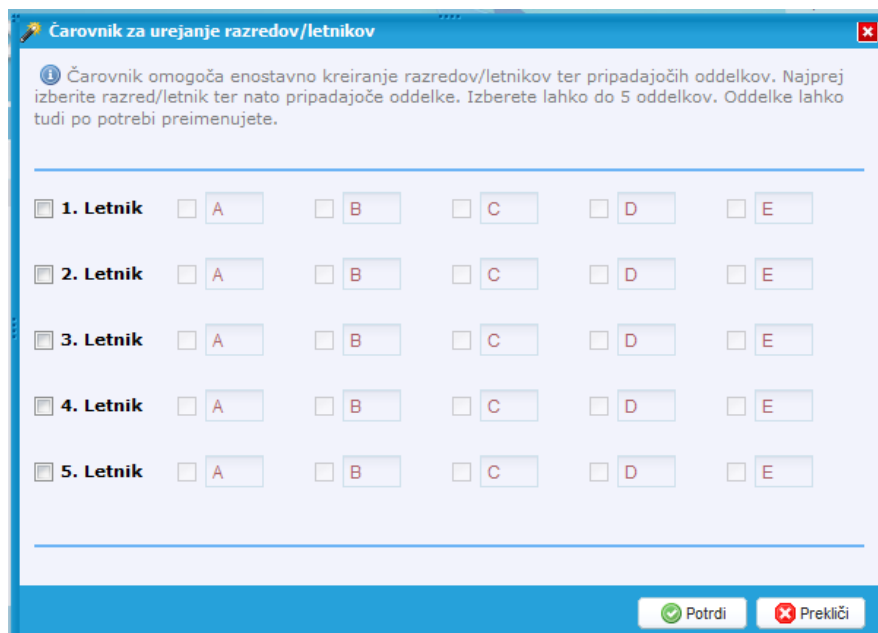 Čarovnik za urejanje razredov/letnikov
Čarovnik omogoča enostavno kreiranje razredov/letnikov ter pripadajočih oddelkov. Najprej
izberite razred/letnik ter nato pripadajoče oddelke. Izberete lahko do 5 oddelkov. Oddelke lahko
tudi po potrebi preimenujete.
1. Letnik A B C D E
2. Letnik A B C D E
3. Letnik A B C D E
4. Letnik A B C D E
5. Letnik A B C D E
Potrdi Prekliči